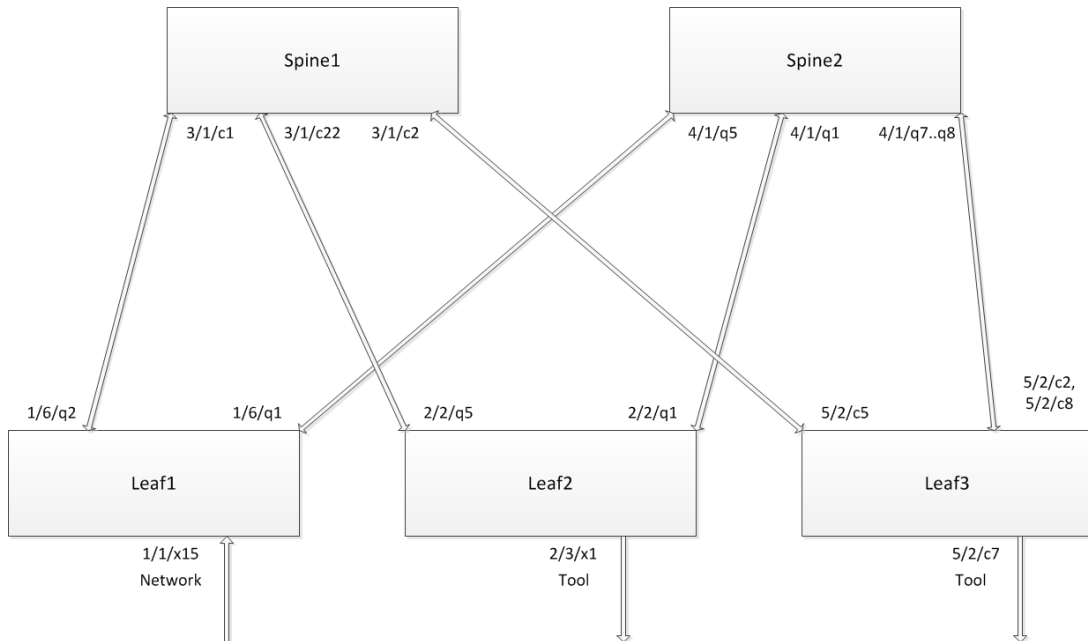 Spine1
Spine2
3/1/c1
3/1/c22
3/1/c2
4/1/q5
4/1/q1
4/1/q7..q8
1/6/q2
1/6/q1
2/2/q5
2/2/q1
5/2/c5
5/2/c2,
5/2/c8
Leaf1
Leaf2
Leaf3
1/1/x15
Network
2/3/x1
Tool
5/2/c7
Tool